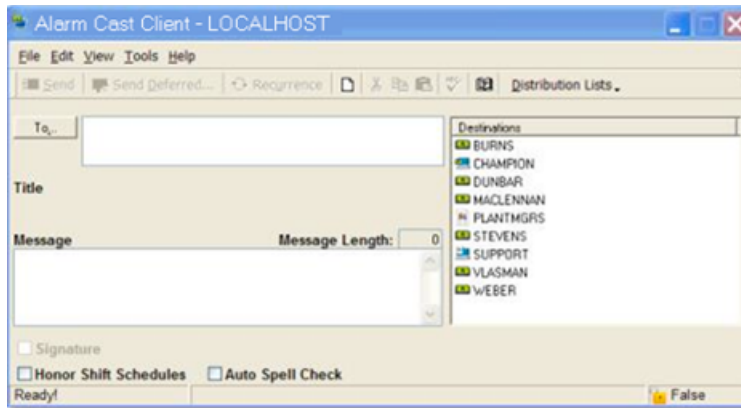 Alarm Cast Client - LOCALHOST
File Edit View Tools Help
Send Send Deferred... Recurrence Distribution Lists
To...
Destinations
BURNS
CHAMPION
DUNBAR
MACLENNAN
PLANTMGRS
STEVENS
SUPPORT
VLASMAN
WEBER
Title
Message Message Length: 0
Signature
Honor Shift Schedules Auto Spell Check
Ready! False